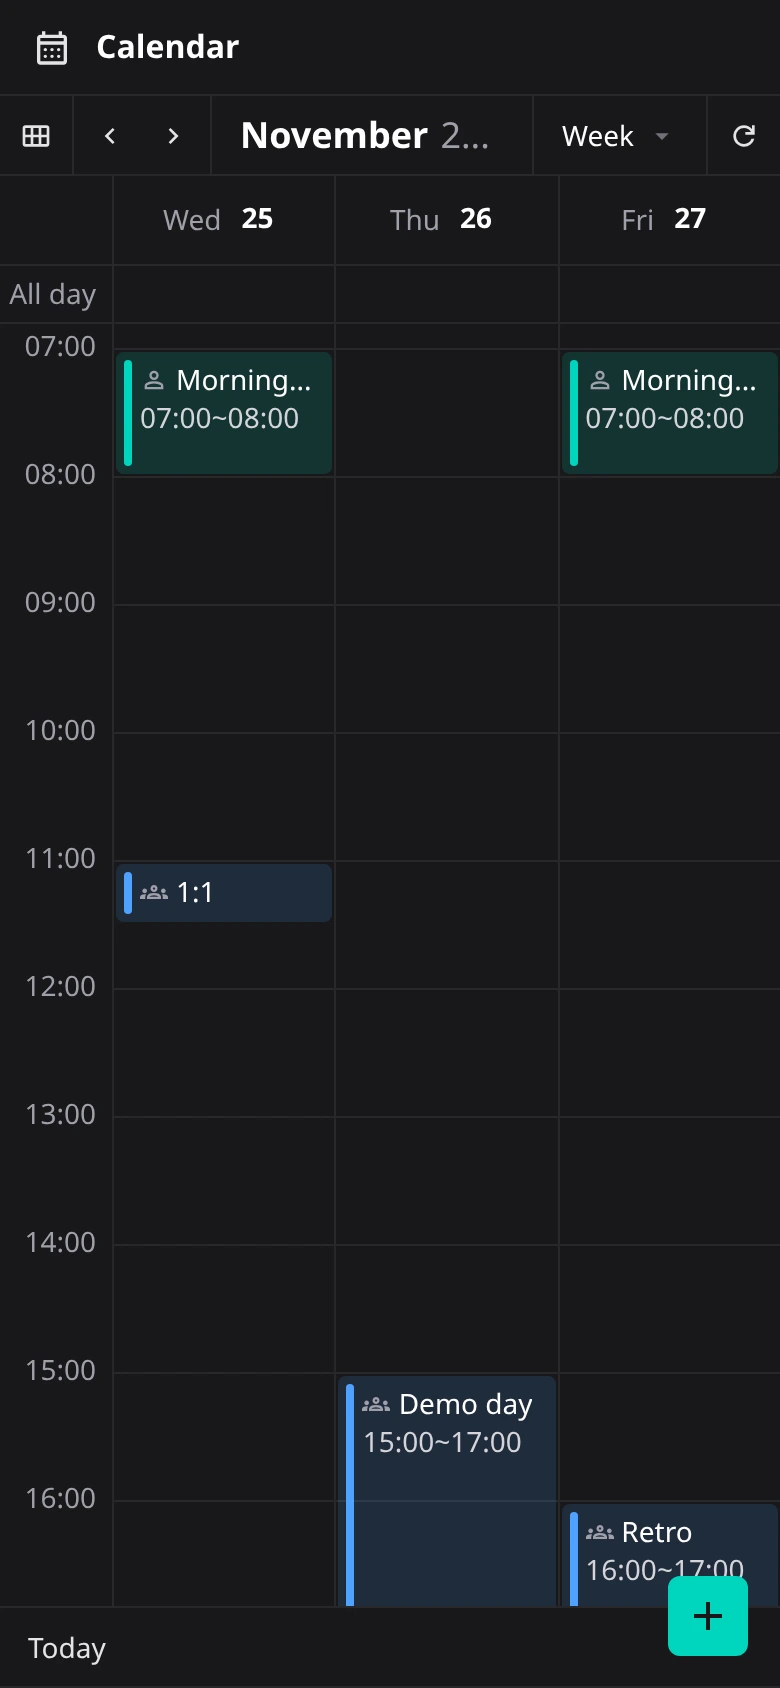 Calendar
November 2...
Week
Wed 25
Thu 26
Fri 27
All day
07:00
Morning...
07:00~08:00
Morning...
07:00~08:00
08:00
09:00
10:00
11:00
1:1
12:00
13:00
14:00
15:00
Demo day
15:00~17:00
16:00
Retro
16:00~17:00
Today